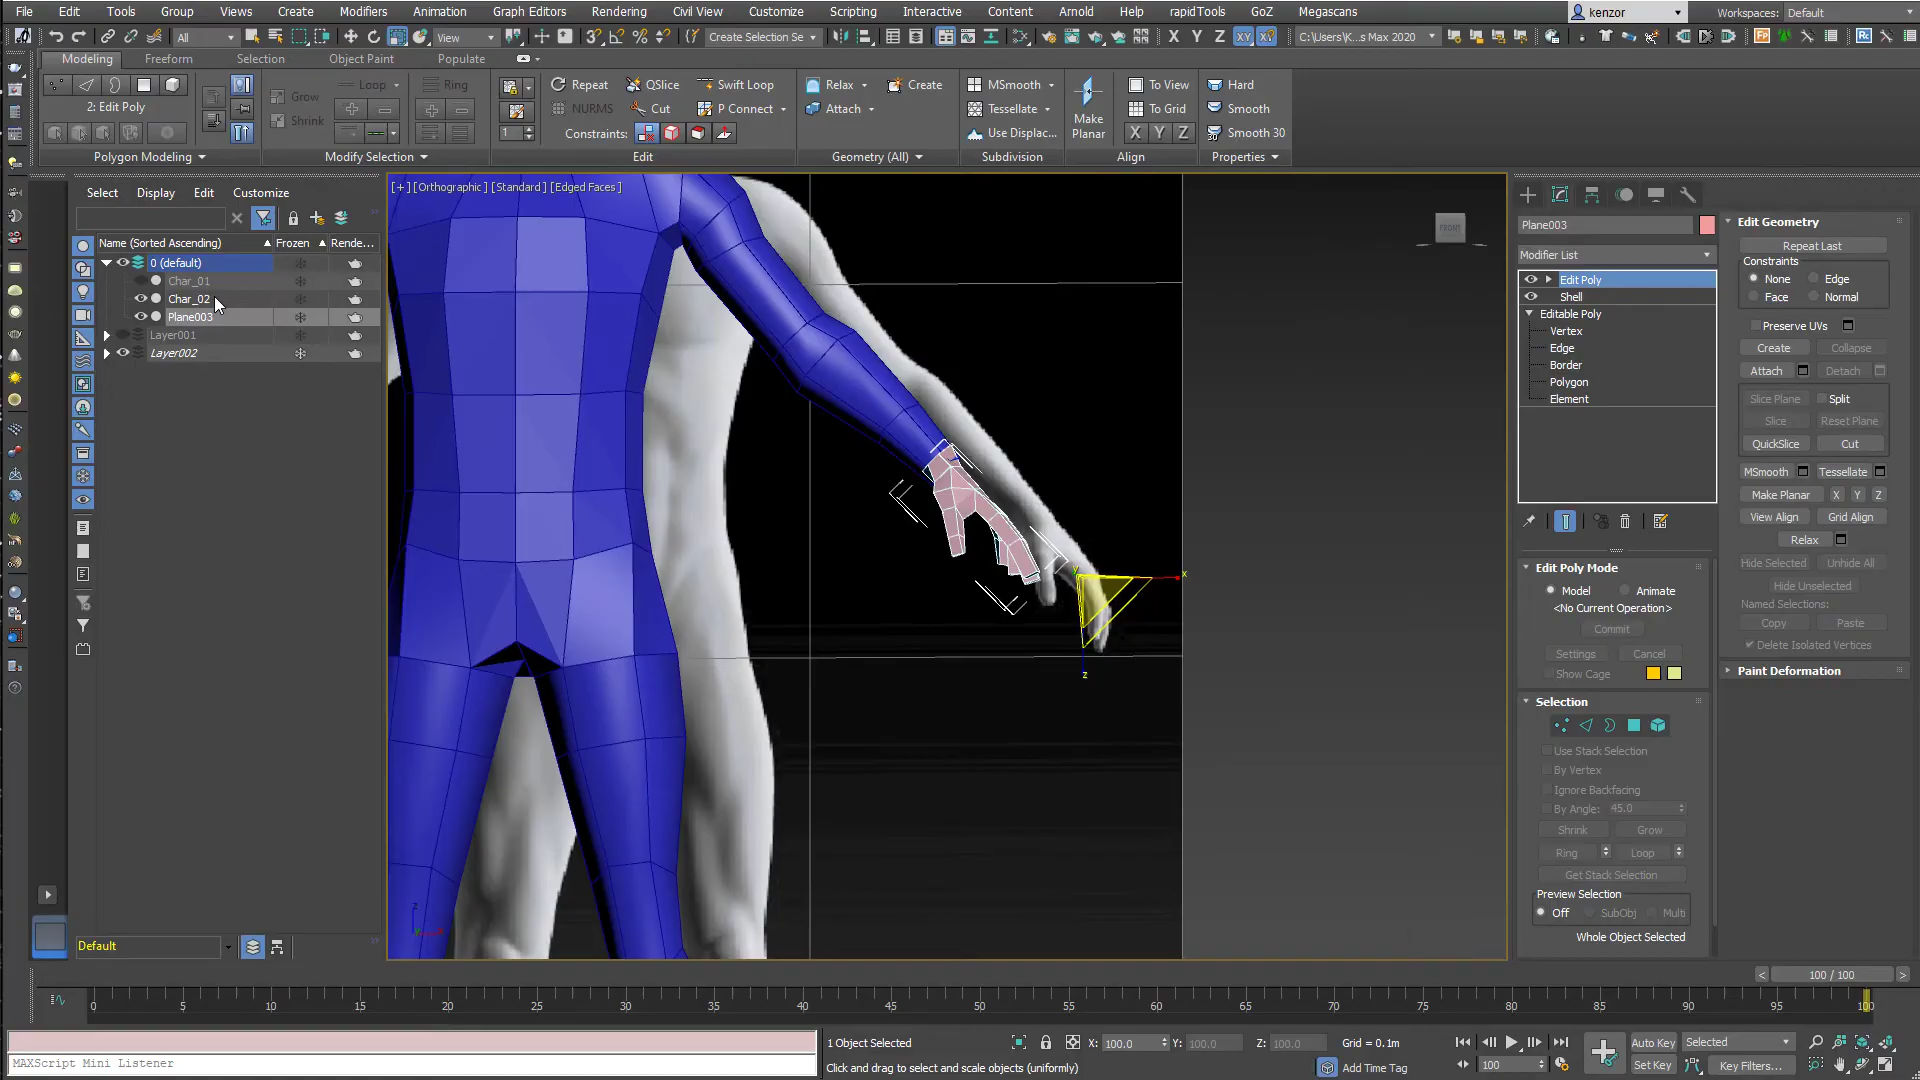 File Edit Tools Group Views Create Modifiers Animation Graph Editors Rendering Civil View Customize Scripting Interactive Content Arnold Help rapidTools GoZ Megascans kenzor Workspaces: Default
All View Create Selection Se X Y Z XY C:\Users\K...s Max 2020
Modeling Freeform Selection Object Paint Populate
Grow Loop Ring Repeat QSlice Swift Loop Relax Create MSmooth To View Hard
2: Edit Poly NURMS Cut P Connect Attach Tessellate To Grid Smooth
Shrink 1 Constraints: Use Displac... Make Planar X Y Z Smooth 30
Polygon Modeling Modify Selection Edit Geometry (All) Subdivision Align Properties
Select Display Edit Customize
Name (Sorted Ascending) Frozen Rende...
0 (default)
Char_01
Char_02
Plane003
Layer001
Layer002
Default
[+] [Orthographic] [Standard] [Edged Faces]
FRONT
y x
z
z
Plane003
Modifier List
Edit Poly
Shell
Editable Poly
Vertex
Edge
Border
Polygon
Element
Edit Poly Mode
Model Animate
<No Current Operation>
Commit
Settings Cancel
Show Cage
Selection
Use Stack Selection
By Vertex
Ignore Backfacing
By Angle: 45.0
Shrink Grow
Ring Loop
Get Stack Selection
Preview Selection
Off SubObj Multi
Whole Object Selected
Edit Geometry
Repeat Last
Constraints
None Edge
Face Normal
Preserve UVs
Create Collapse
Attach Detach
Slice Plane Split
Slice Reset Plane
QuickSlice Cut
MSmooth Tessellate
Make Planar X Y Z
View Align Grid Align
Relax
Hide Selected Unhide All
Hide Unselected
Named Selections:
Copy Paste
Delete Isolated Vertices
Paint Deformation
< 100 / 100 >
0 5 10 15 20 25 30 35 40 45 50 55 60 65 70 75 80 85 90 95 100
MAXScript Mini Listener
1 Object Selected X: 100.0 Y: 100.0 Z: 100.0 Grid = 0.1m Auto Key Selected
Click and drag to select and scale objects (uniformly) Add Time Tag 100 Set Key Key Filters...